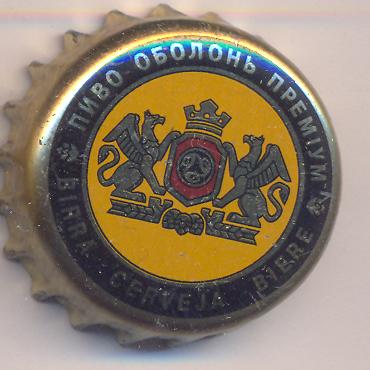 ПИВО ОБОЛОНЬ ПРЕМІУМ
BIRRA CERVEJA BIERE